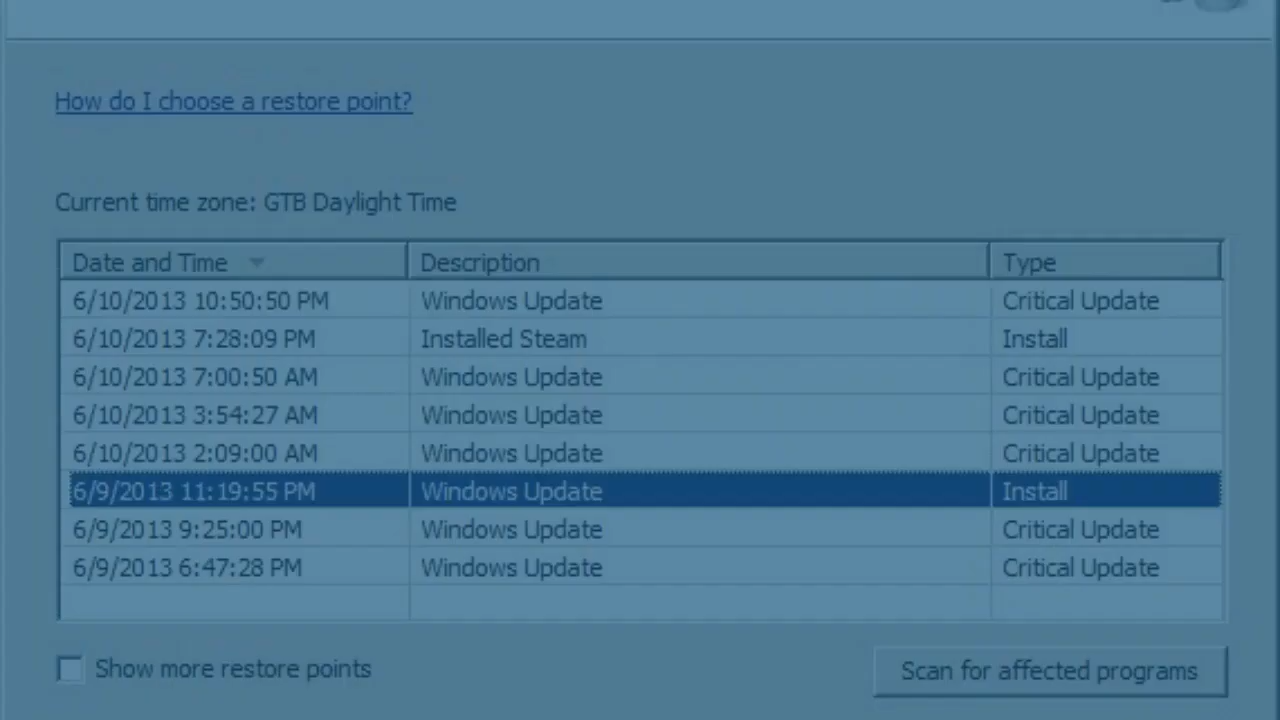 How do I choose a restore point?
Current time zone: GTB Daylight Time
Date and Time Description Type
6/10/2013 10:50:50 PM Windows Update Critical Update
6/10/2013 7:28:09 PM Installed Steam Install
6/10/2013 7:00:50 AM Windows Update Critical Update
6/10/2013 3:54:27 AM Windows Update Critical Update
6/10/2013 2:09:00 AM Windows Update Critical Update
6/9/2013 11:19:55 PM Windows Update Install
6/9/2013 9:25:00 PM Windows Update Critical Update
6/9/2013 6:47:28 PM Windows Update Critical Update
Show more restore points Scan for affected programs